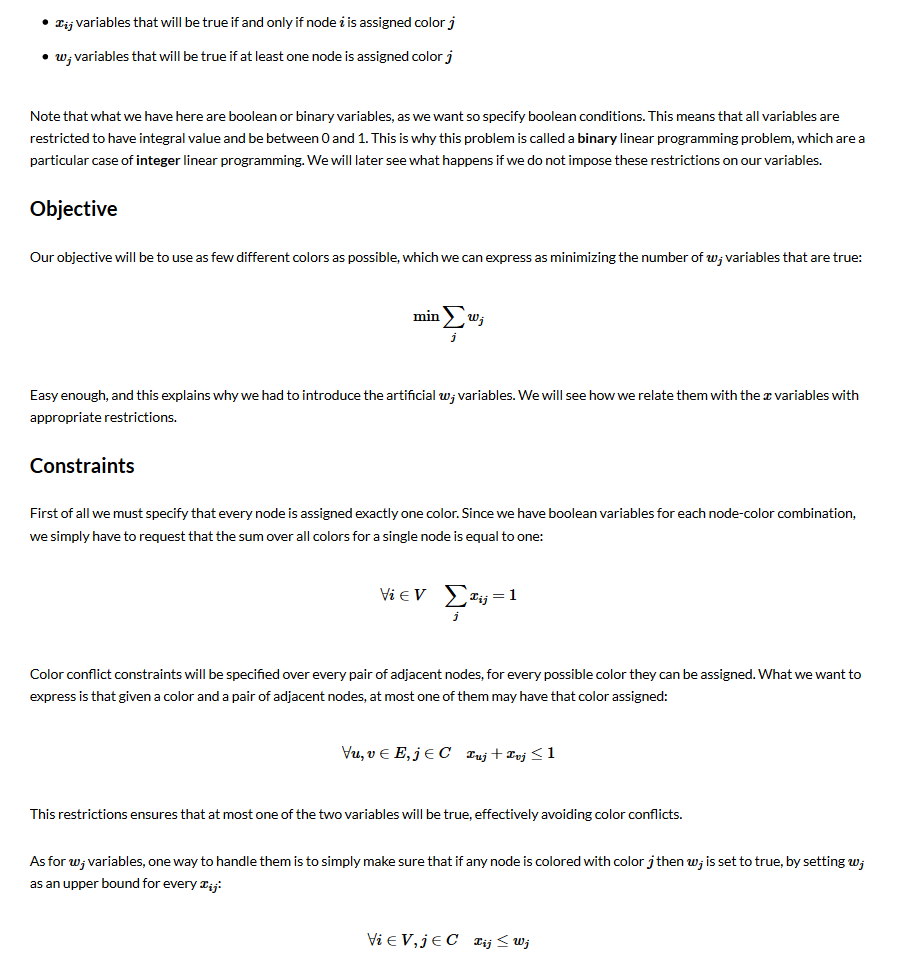 • x_{ij} variables that will be true if and only if node i is assigned color j
• w_j variables that will be true if at least one node is assigned color j
Note that what we have here are boolean or binary variables, as we want so specify boolean conditions. This means that all variables are
restricted to have integral value and be between 0 and 1. This is why this problem is called a binary linear programming problem, which are a
particular case of integer linear programming. We will later see what happens if we do not impose these restrictions on our variables.
Objective
Our objective will be to use as few different colors as possible, which we can express as minimizing the number of w_j variables that are true:
min ∑_j w_j
Easy enough, and this explains why we had to introduce the artificial w_j variables. We will see how we relate them with the x variables with
appropriate restrictions.
Constraints
First of all we must specify that every node is assigned exactly one color. Since we have boolean variables for each node-color combination,
we simply have to request that the sum over all colors for a single node is equal to one:
∀i ∈ V ∑_j x_{ij} = 1
Color conflict constraints will be specified over every pair of adjacent nodes, for every possible color they can be assigned. What we want to
express is that given a color and a pair of adjacent nodes, at most one of them may have that color assigned:
∀u, v ∈ E, j ∈ C x_{uj} + x_{vj} ≤ 1
This restrictions ensures that at most one of the two variables will be true, effectively avoiding color conflicts.
As for w_j variables, one way to handle them is to simply make sure that if any node is colored with color j then w_j is set to true, by setting w_j
as an upper bound for every x_{ij}:
∀i ∈ V, j ∈ C x_{ij} ≤ w_j